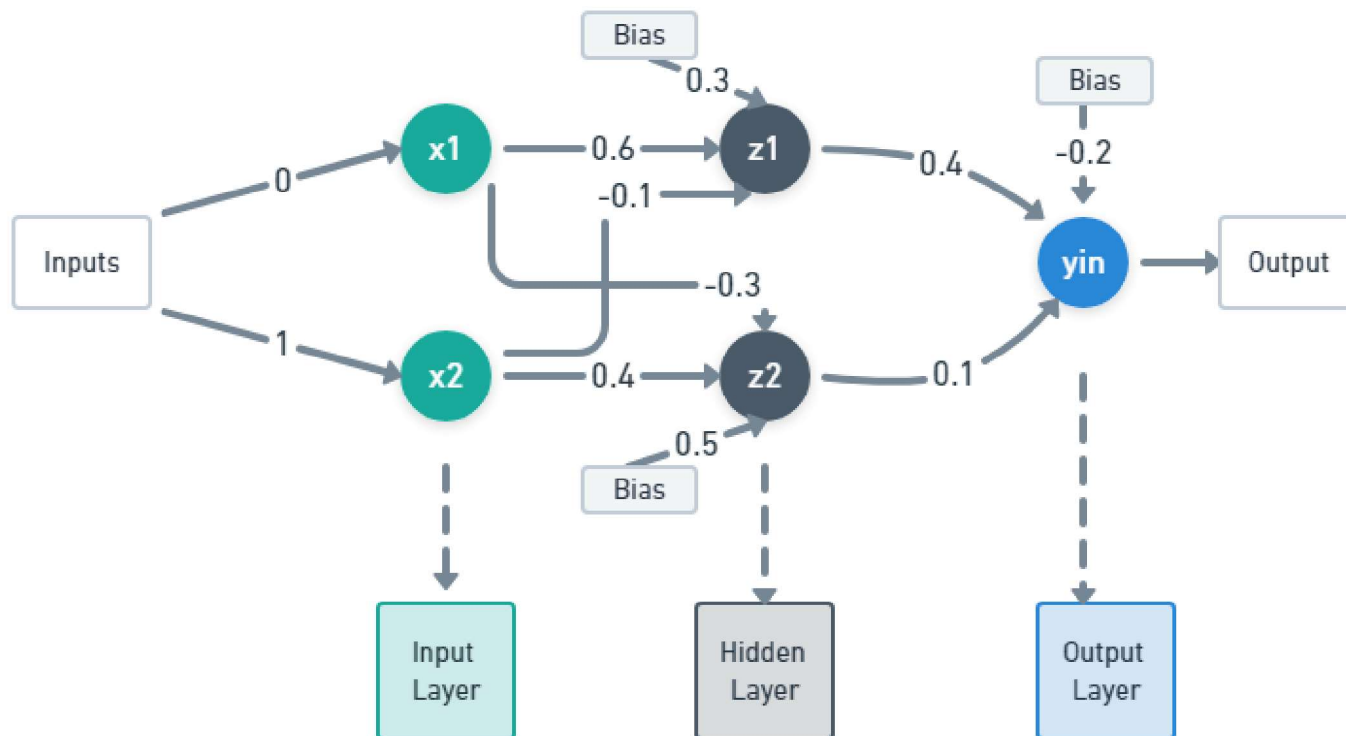 Bias
0.3
Bias
x1
0.6
z1
0.4
-0.2
0
-0.1
Inputs
yin
Output
-0.3
1
x2
0.4
z2
0.1
0.5
Bias
Input
Layer
Hidden
Layer
Output
Layer